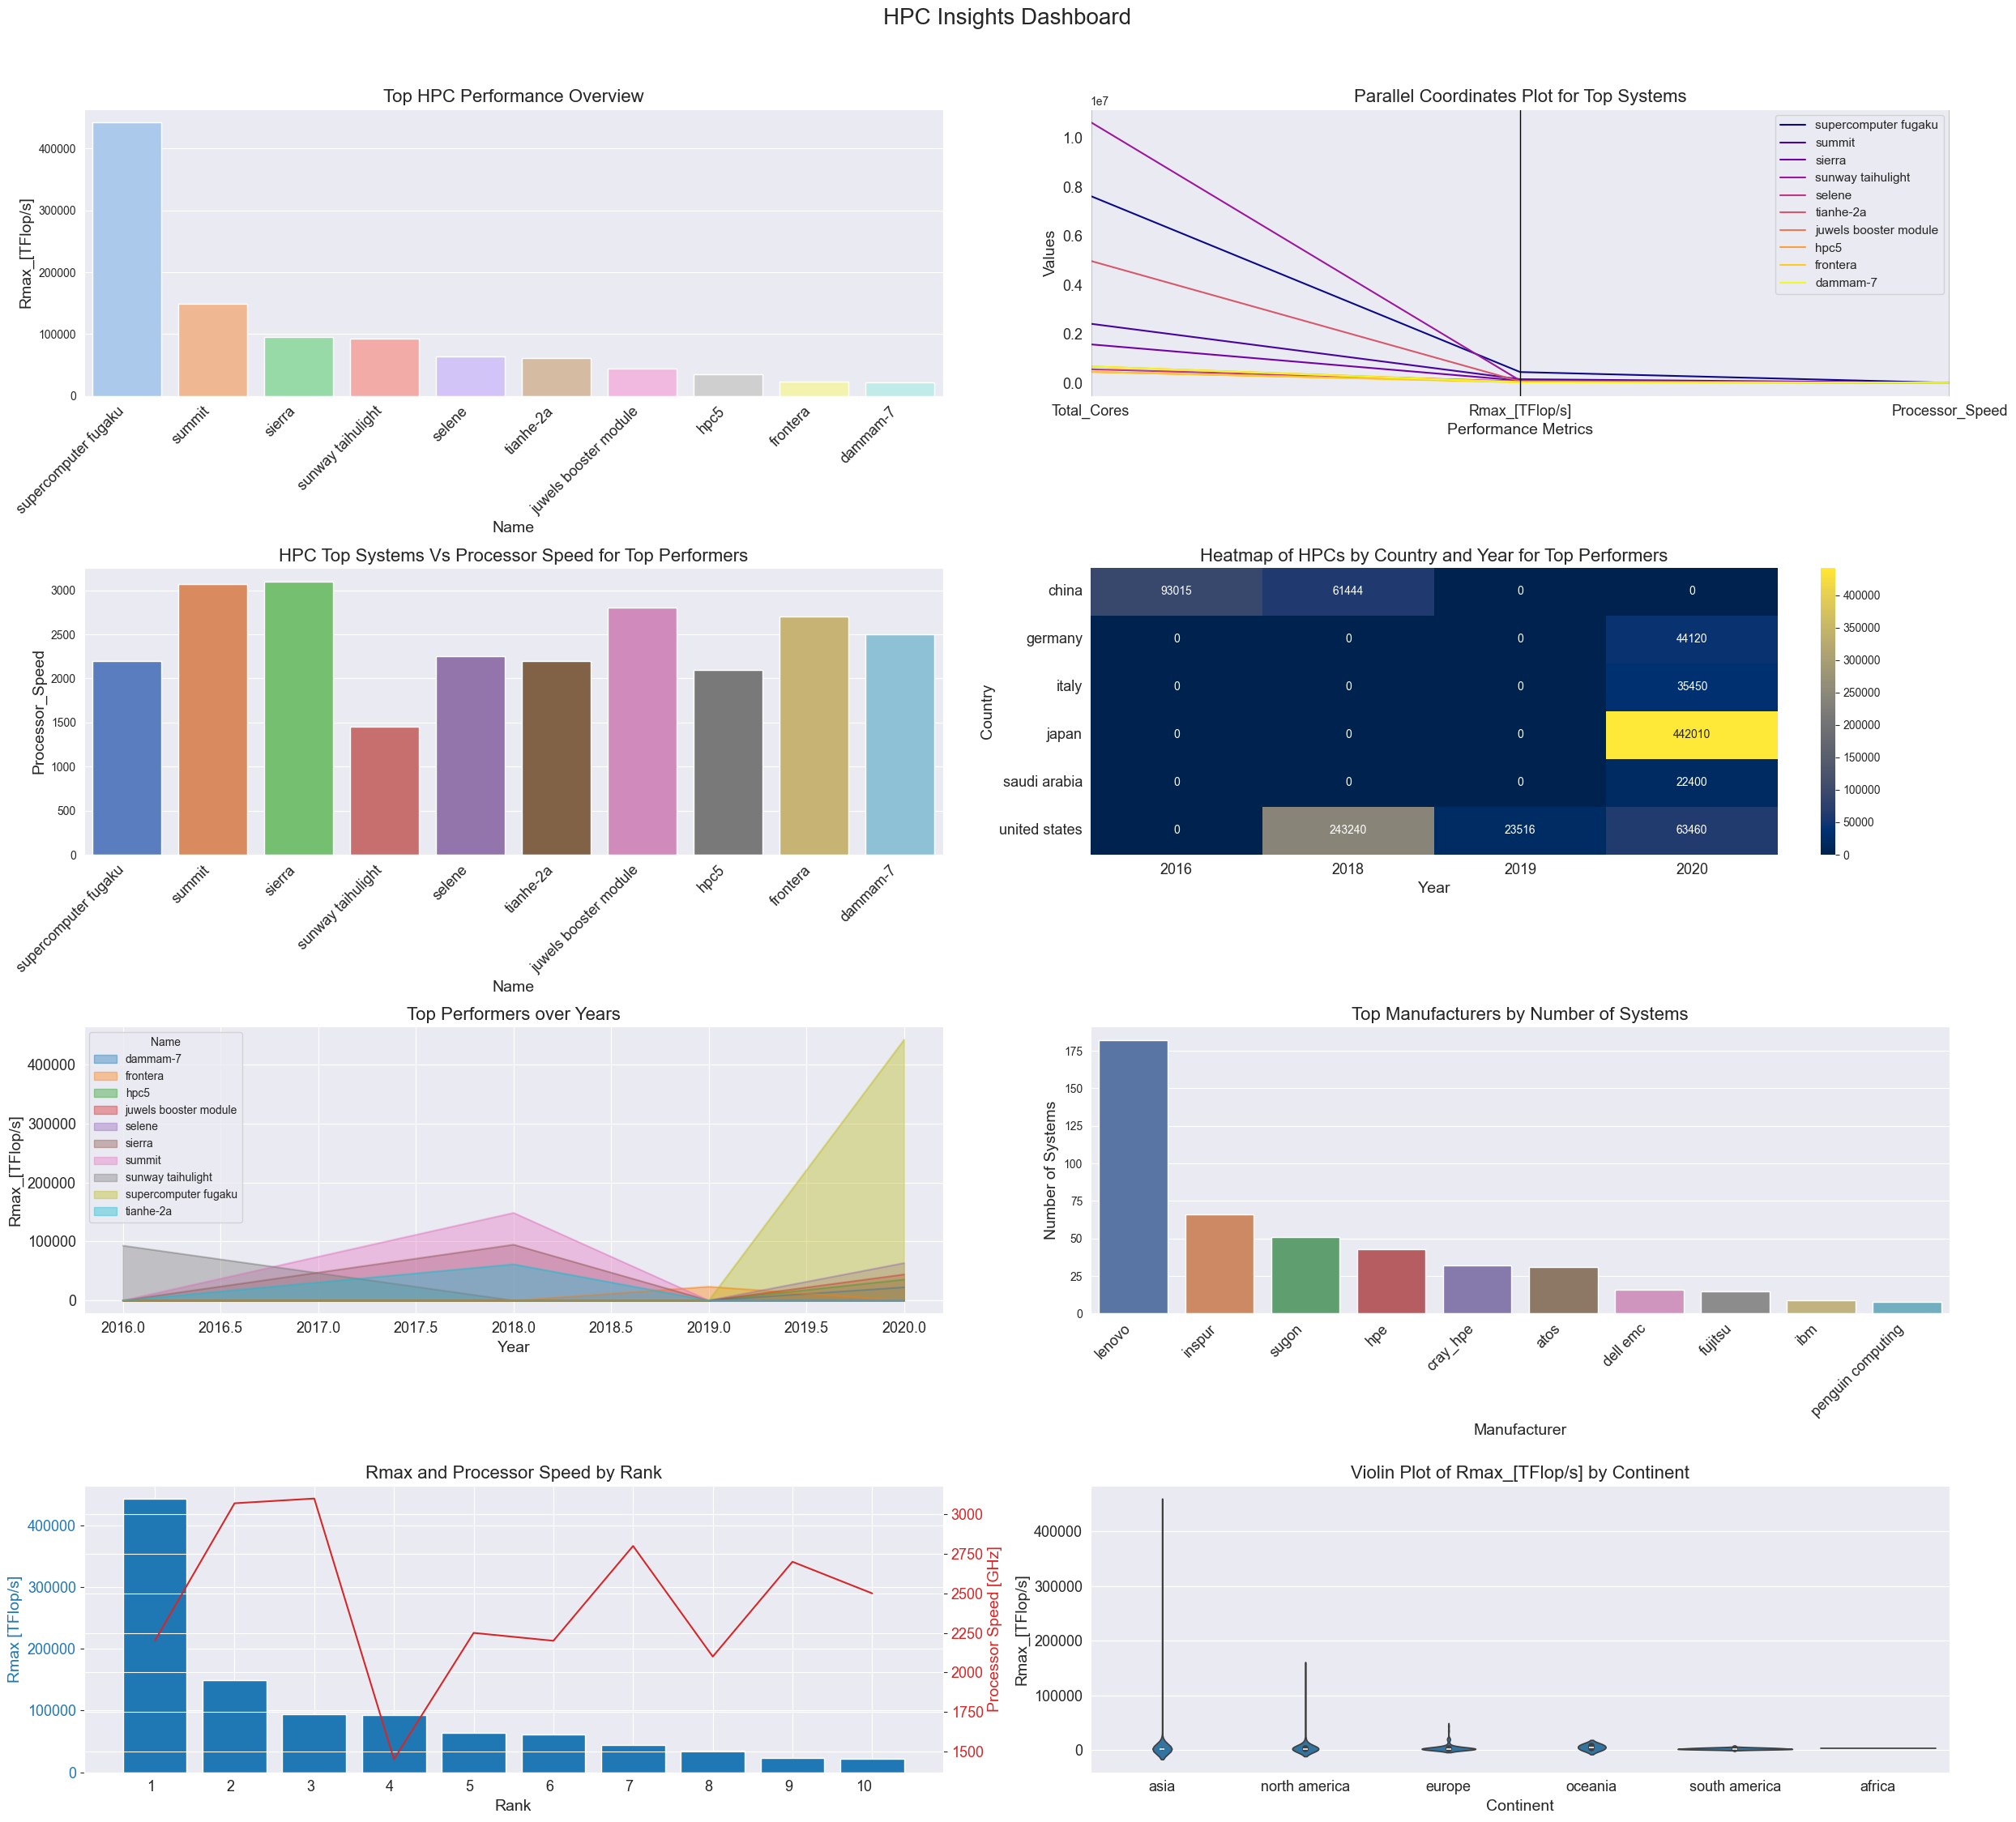 HPC Insights Dashboard
Top HPC Performance Overview
Rmax_[TFlop/s]
400000
300000
200000
100000
0
supercomputer fugaku
summit
sierra
sunway taihulight
selene
tianhe-2a
juwels booster module
hpc5
frontera
dammam-7
Name
Parallel Coordinates Plot for Top Systems
1e7
Values
1.0
0.8
0.6
0.4
0.2
0.0
supercomputer fugaku
summit
sierra
sunway taihulight
selene
tianhe-2a
juwels booster module
hpc5
frontera
dammam-7
Total_Cores
Rmax_[TFlop/s]
Processor_Speed
Performance Metrics
HPC Top Systems Vs Processor Speed for Top Performers
Processor_Speed
3000
2500
2000
1500
1000
500
0
supercomputer fugaku
summit
sierra
sunway taihulight
selene
tianhe-2a
juwels booster module
hpc5
frontera
dammam-7
Name
Heatmap of HPCs by Country and Year for Top Performers
Country
china 93015 61444 0 0
germany 0 0 0 44120
italy 0 0 0 35450
japan 0 0 0 442010
saudi arabia 0 0 0 22400
united states 0 243240 23516 63460
2016 2018 2019 2020
Year
400000
350000
300000
250000
200000
150000
100000
50000
0
Top Performers over Years
Rmax_[TFlop/s]
400000
300000
200000
100000
0
Name
dammam-7
frontera
hpc5
juwels booster module
selene
sierra
summit
sunway taihulight
supercomputer fugaku
tianhe-2a
2016.0 2016.5 2017.0 2017.5 2018.0 2018.5 2019.0 2019.5 2020.0
Year
Top Manufacturers by Number of Systems
Number of Systems
175
150
125
100
75
50
25
0
lenovo
inspur
sugon
hpe
cray_hpe
atos
dell emc
fujitsu
ibm
penguin computing
Manufacturer
Rmax and Processor Speed by Rank
Rmax [TFlop/s]
400000
300000
200000
100000
0
1 2 3 4 5 6 7 8 9 10
Rank
3000
2750
2500
2250
2000
1750
1500
Processor Speed [GHz]
Violin Plot of Rmax_[TFlop/s] by Continent
Rmax_[TFlop/s]
400000
300000
200000
100000
0
asia north america europe oceania south america africa
Continent